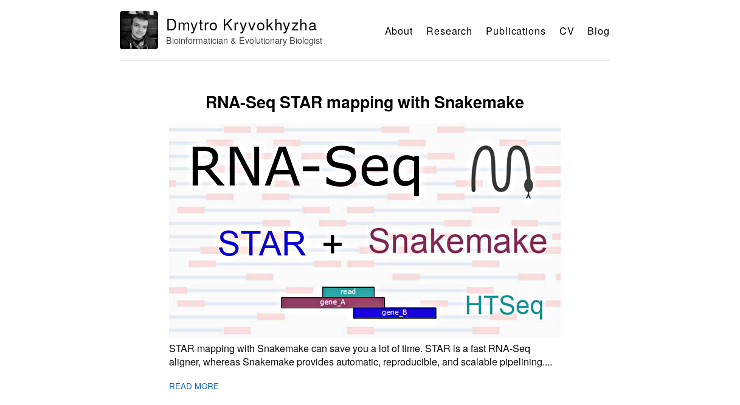 Dmytro Kryvokhyzha
Bioinformatician & Evolutionary Biologist
About Research Publications CV Blog
RNA-Seq STAR mapping with Snakemake
RNA-Seq
STAR + Snakemake
read
gene_A
gene_B
HTSeq
STAR mapping with Snakemake can save you a lot of time. STAR is a fast RNA-Seq
aligner, whereas Snakemake provides automatic, reproducible, and scalable pipelining....
READ MORE